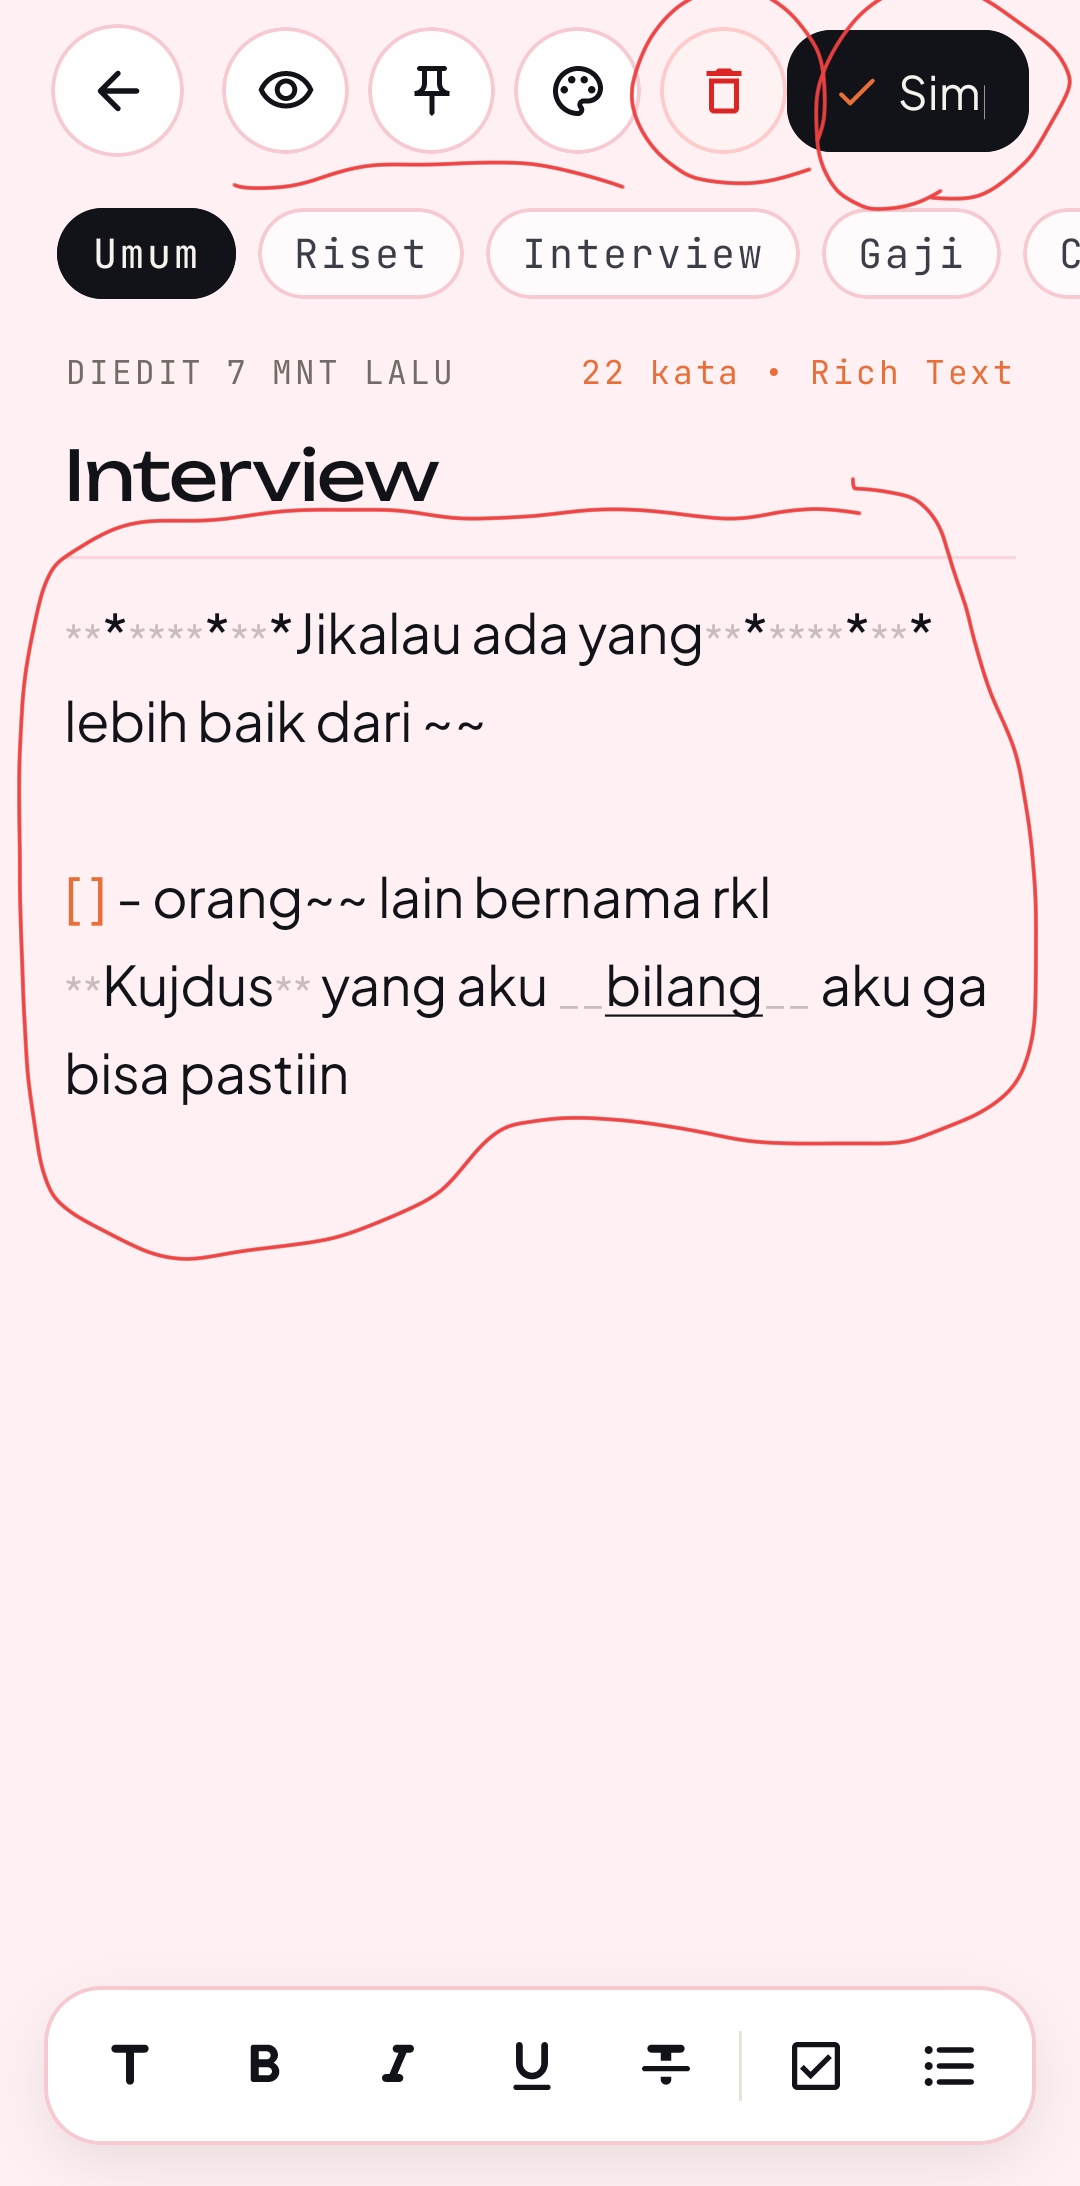 Sim
Umum Riset Interview Gaji C
DIEDIT 7 MNT LALU 22 kata • Rich Text
Interview
**********Jikalau ada yang**********
lebih baik dari ~~
[ ] - orang~~ lain bernama rkl
**Kujdus** yang aku __bilang__ aku ga
bisa pastiin
T B I U T